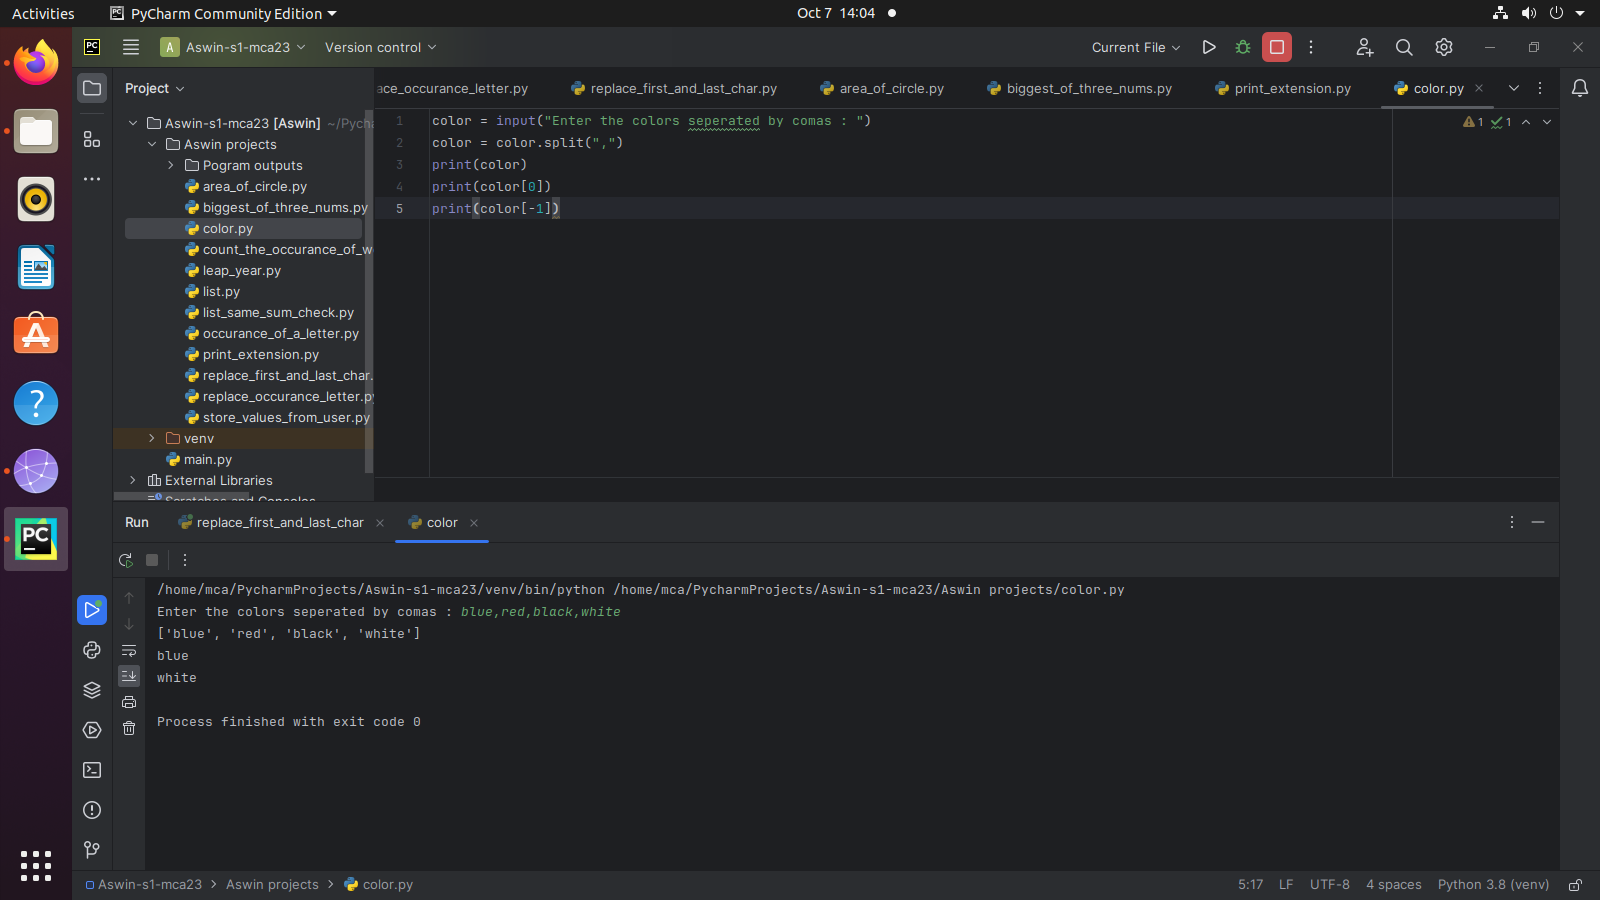 Activities
PyCharm Community Edition
Oct 7 14:04
PC
A Aswin-s1-mca23
Version control
Current File
Project
ace_occurance_letter.py
replace_first_and_last_char.py
area_of_circle.py
biggest_of_three_nums.py
print_extension.py
color.py
Aswin-s1-mca23 [Aswin] ~/Pycha
Aswin projects
Pogram outputs
area_of_circle.py
biggest_of_three_nums.py
color.py
count_the_occurance_of_w
leap_year.py
list.py
list_same_sum_check.py
occurance_of_a_letter.py
print_extension.py
replace_first_and_last_char.
replace_occurance_letter.py
store_values_from_user.py
venv
main.py
External Libraries
Scratches and Consoles
1 color = input("Enter the colors seperated by comas : ")
2 color = color.split(",")
3 print(color)
4 print(color[0])
5 print(color[-1])
1 1
PC
Run
replace_first_and_last_char
color
/home/mca/PycharmProjects/Aswin-s1-mca23/venv/bin/python /home/mca/PycharmProjects/Aswin-s1-mca23/Aswin projects/color.py
Enter the colors seperated by comas : blue,red,black,white
['blue', 'red', 'black', 'white']
blue
white
Process finished with exit code 0
Aswin-s1-mca23 > Aswin projects > color.py
5:17 LF UTF-8 4 spaces Python 3.8 (venv)